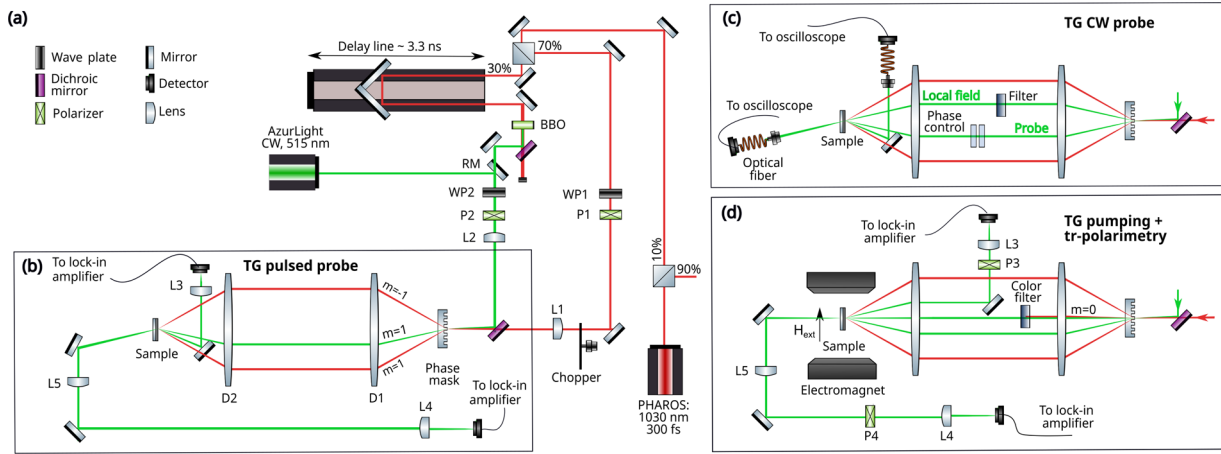 (a)
Wave plate
Mirror
Dichroic
mirror
Detector
Polarizer
Lens
Delay line ~ 3.3 ns
70%
30%
BBO
AzurLight
CW, 515 nm
RM
WP2
WP1
P2
P1
L2
10%
90%
L1
Chopper
PHAROS:
1030 nm
300 fs
(b)
TG pulsed probe
To lock-in
amplifier
L3
m=-1
m=1
m=1
Sample
Phase
mask
L5
D2
D1
L4
To lock-in
amplifier
(c)
TG CW probe
To oscilloscope
To oscilloscope
Local field
Filter
Phase
control
Probe
Sample
Optical
fiber
(d)
TG pumping +
tr-polarimetry
To lock-in
amplifier
L3
P3
Color
filter
m=0
Hext
Sample
L5
Electromagnet
To lock-in
amplifier
P4
L4